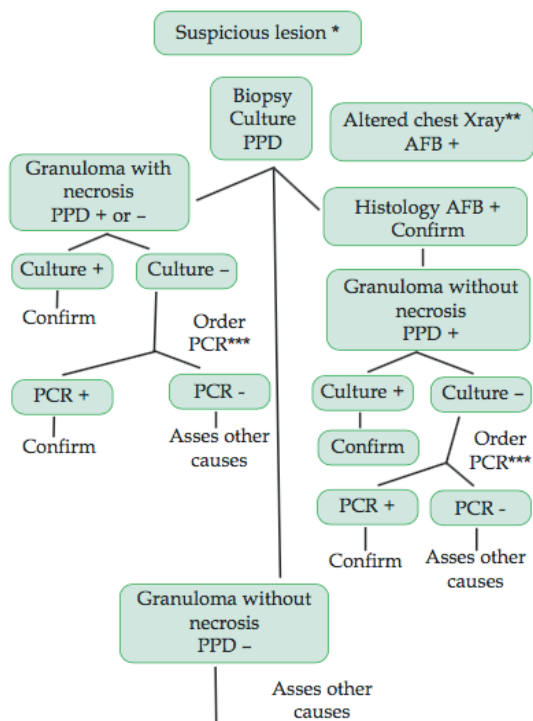 Suspicious lesion *
Biopsy
Culture
PPD
Altered chest Xray**
AFB +
Granuloma with
necrosis
PPD + or –
Histology AFB +
Confirm
Culture +
Culture –
Confirm
Order
PCR***
Granuloma without
necrosis
PPD +
PCR +
PCR -
Confirm
Asses other
causes
Culture +
Culture –
Confirm
Order
PCR***
PCR +
PCR -
Confirm
Asses other
causes
Granuloma without
necrosis
PPD –
Asses other
causes